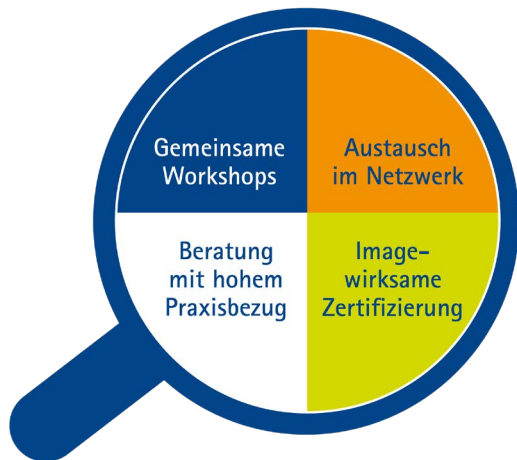 Gemeinsame
Workshops
Austausch
im Netzwerk
Beratung
mit hohem
Praxisbezug
Image-
wirksame
Zertifizierung